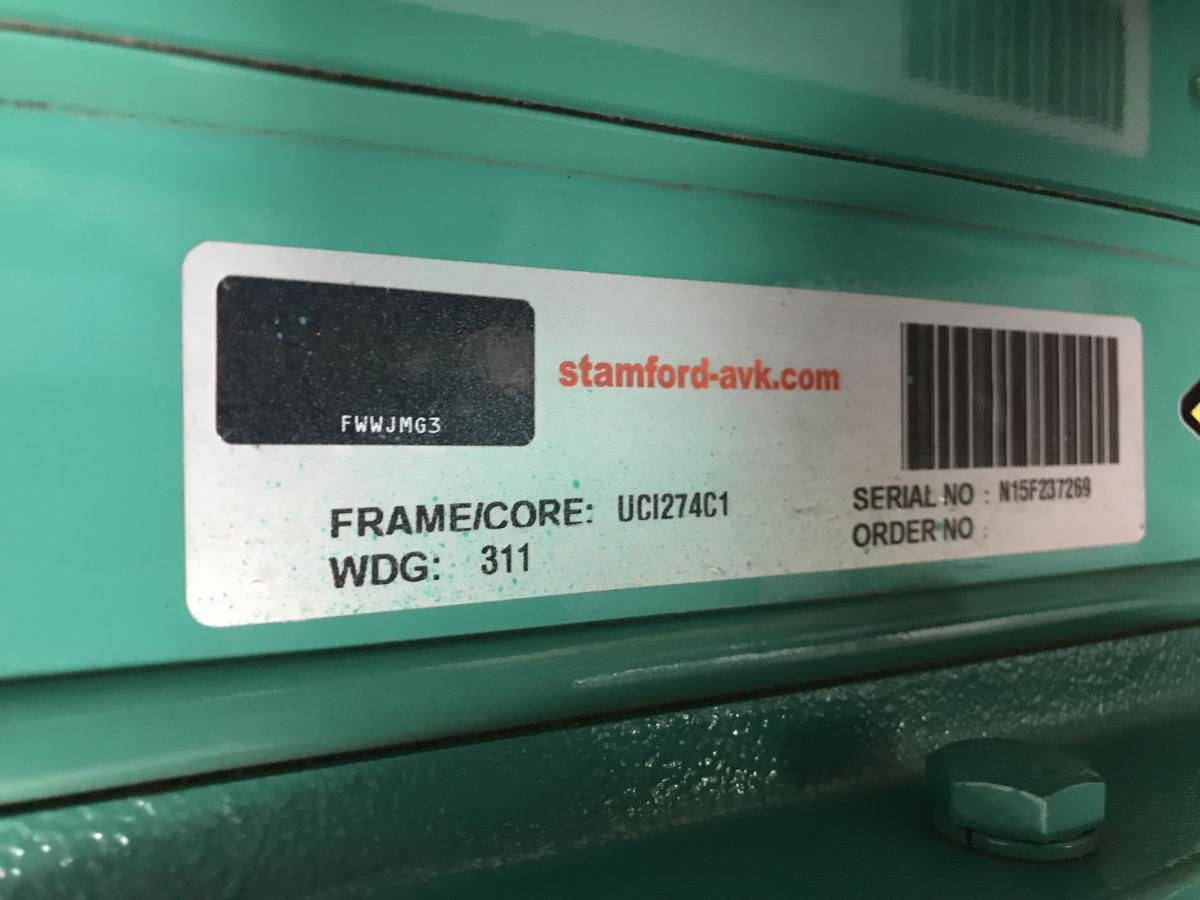 FWWJMG3
stamford-avk.com
FRAME/CORE: UCI274C1
WDG: 311
SERIAL NO : N15F237269
ORDER NO :